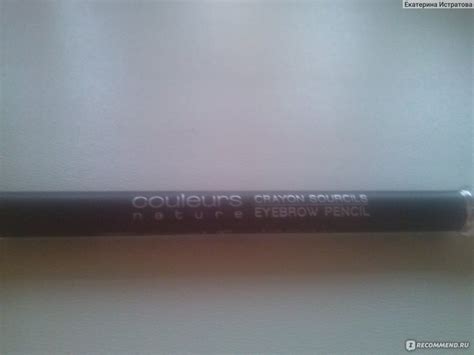 Екатерина Истратова
couleurs CRAYON SOURCILS
nature EYEBROW PENCIL
RECOMMEND.RU